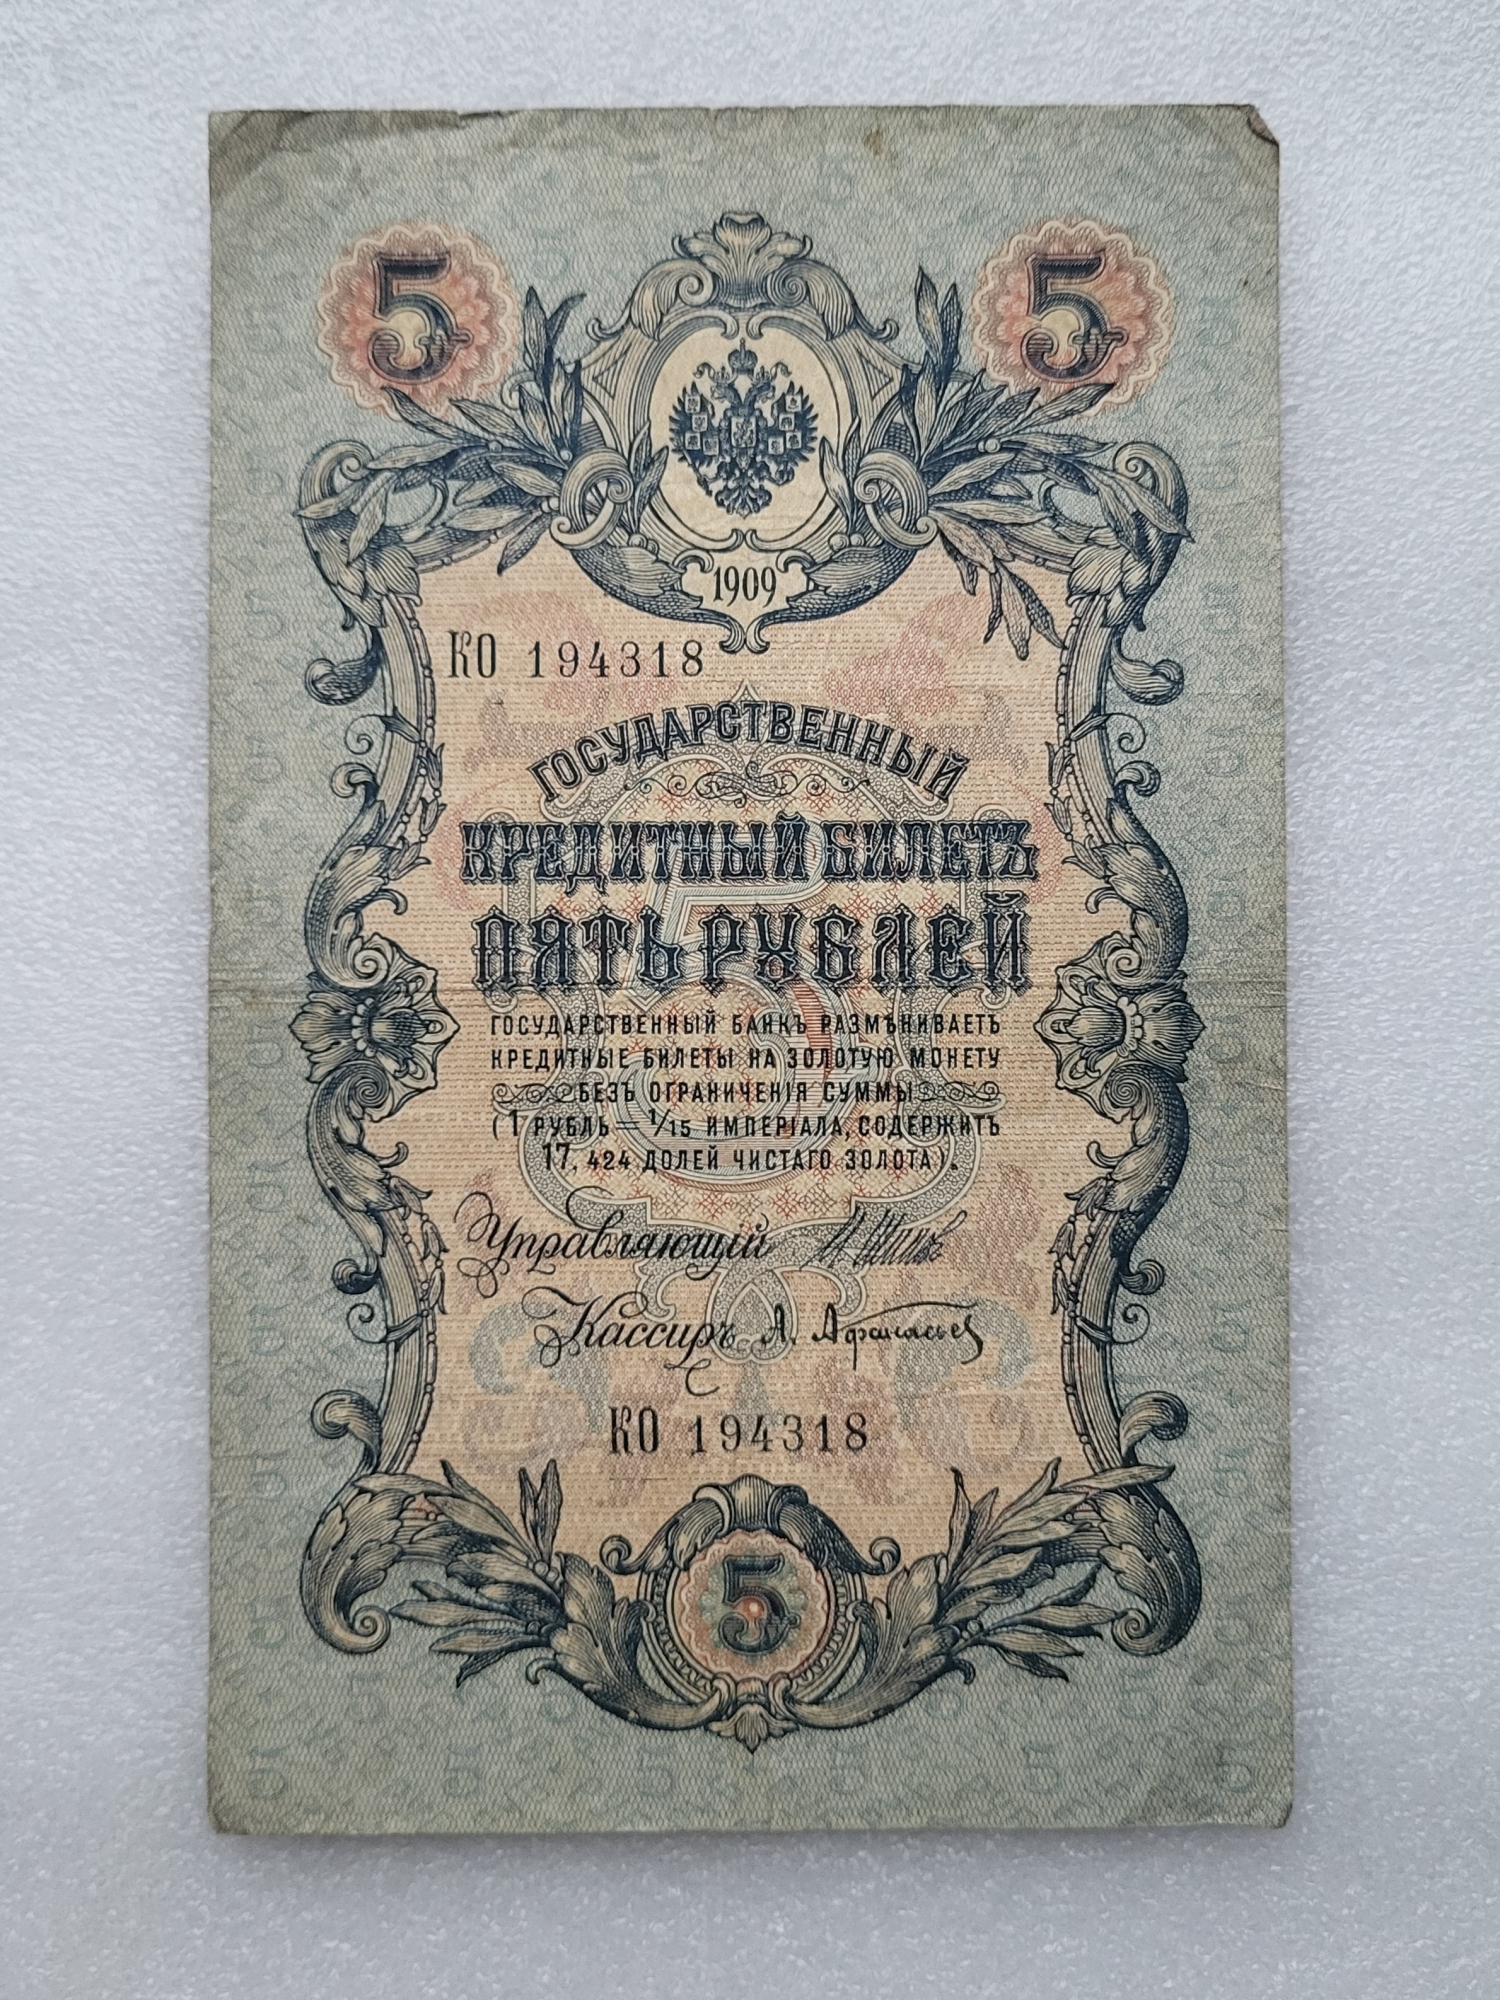 5 5
1909
КО 194318
ГОСУДАРСТВЕННЫЙ
КРЕДИТНЫЙ БИЛЕТЪ
ПЯТЬ РУБЛЕЙ
ГОСУДАРСТВЕННЫЙ БАНКЪ РАЗМѢНИВАЕТЪ
КРЕДИТНЫЕ БИЛЕТЫ НА ЗОЛОТУЮ МОНЕТУ
БЕЗЪ ОГРАНИЧЕНІЯ СУММЫ
(1 РУБЛЬ = 1/15 ИМПЕРІАЛА, СОДЕРЖИТЪ
17, 424 ДОЛЕЙ ЧИСТАГО ЗОЛОТА).
Управляющій
Кассиръ А. Афанасьев
КО 194318
5